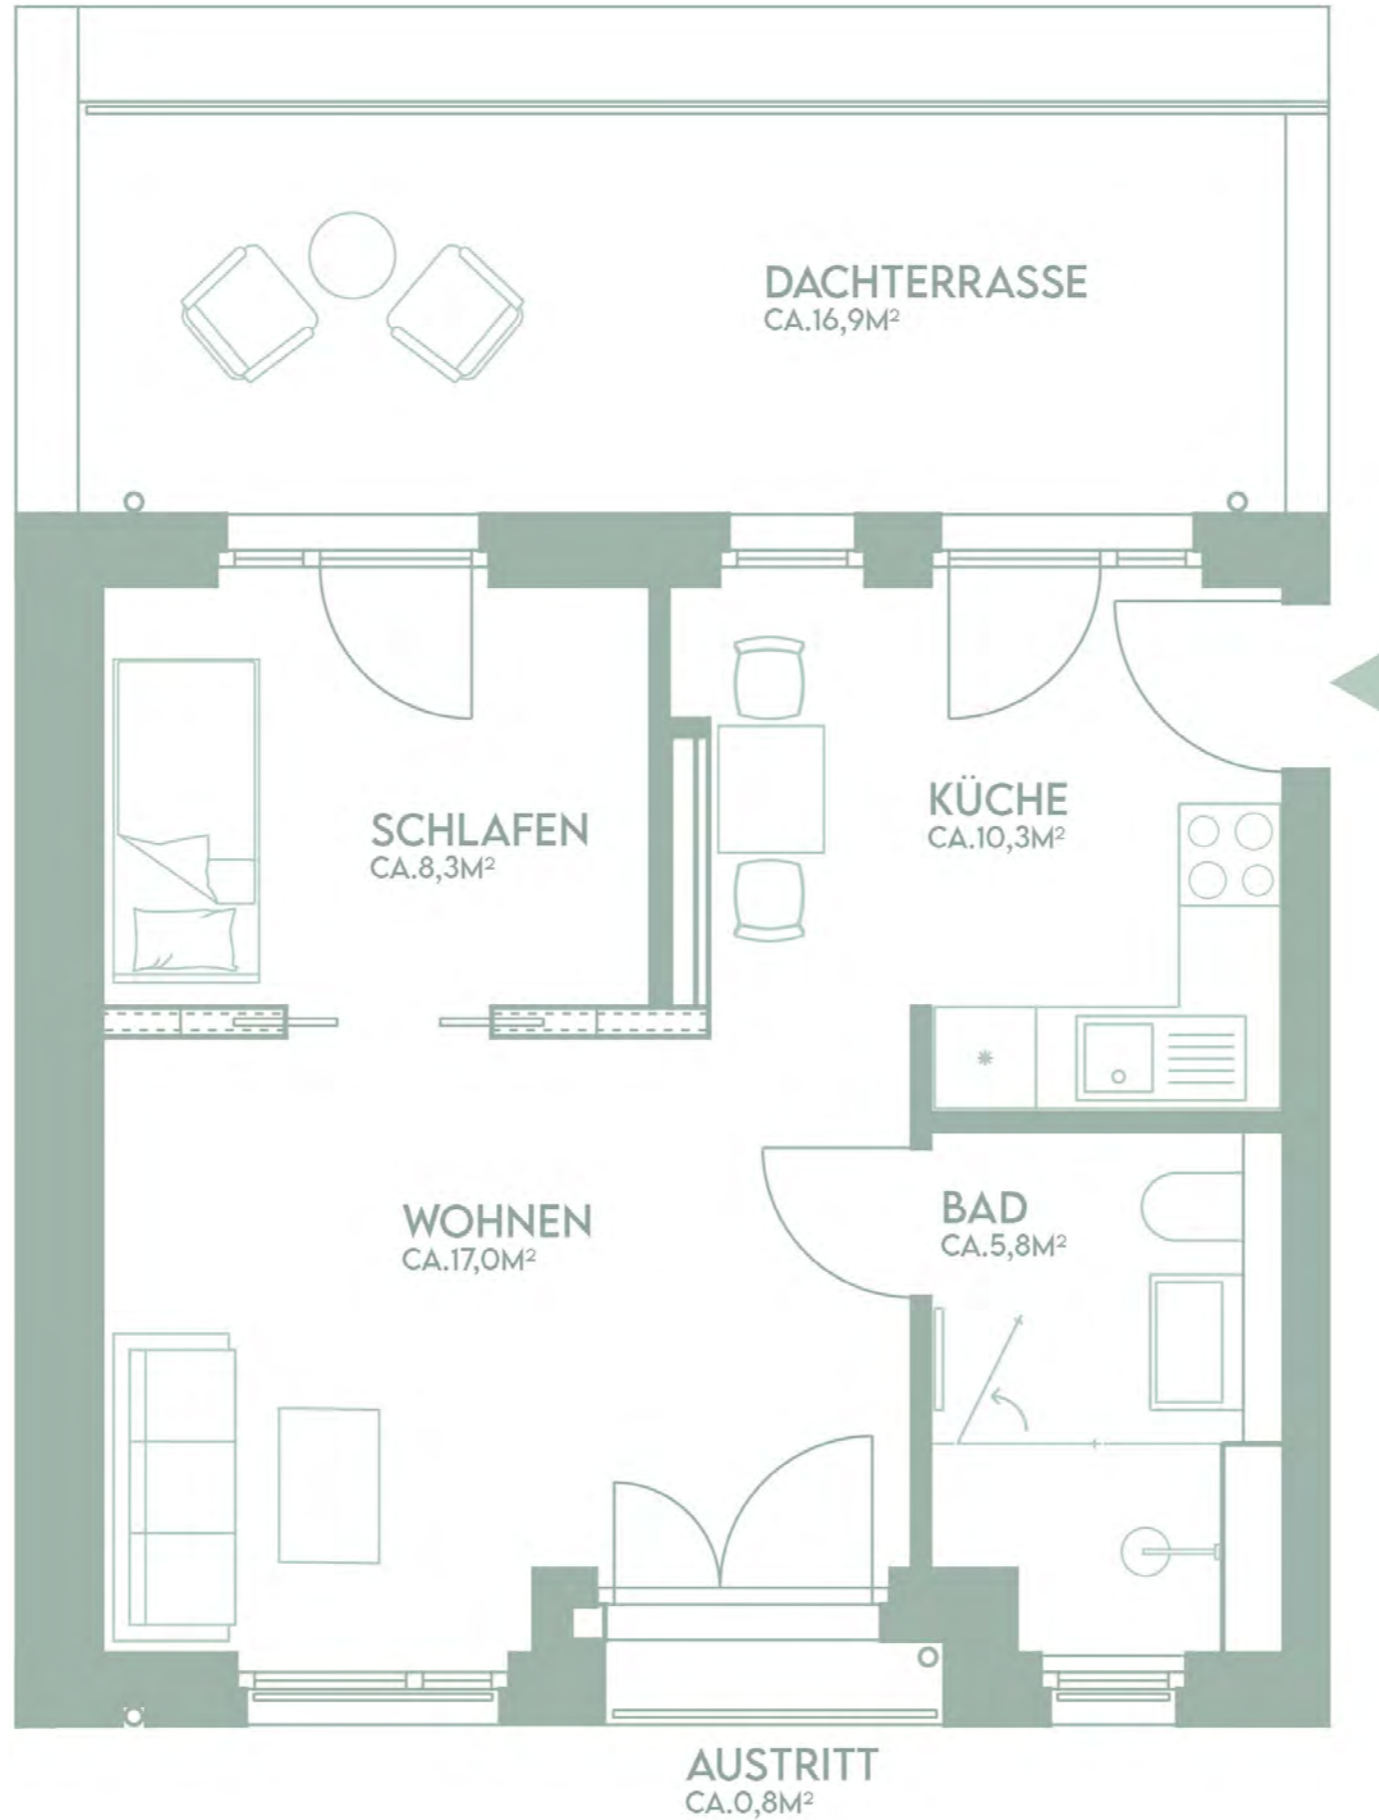 DACHTERRASSE
CA.16,9M²
KÜCHE
CA.10,3M²
SCHLAFEN
CA.8,3M²
WOHNEN
CA.17,0M²
BAD
CA.5,8M²
AUSTRITT
CA.0,8M²